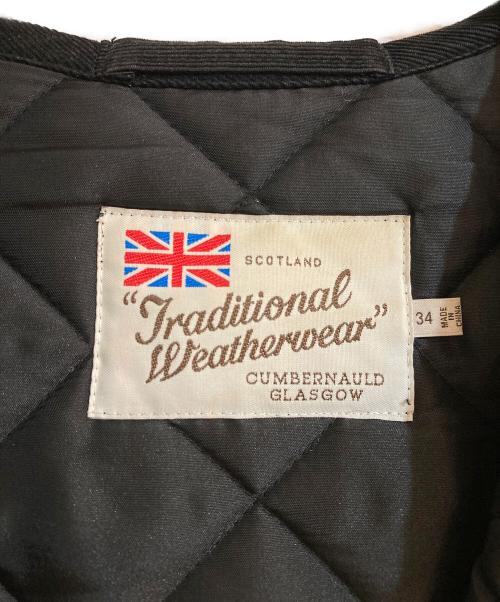 SCOTLAND
"Traditional
Weatherwear"
CUMBERNAULD
GLASGOW
34
MADE
IN
CHINA